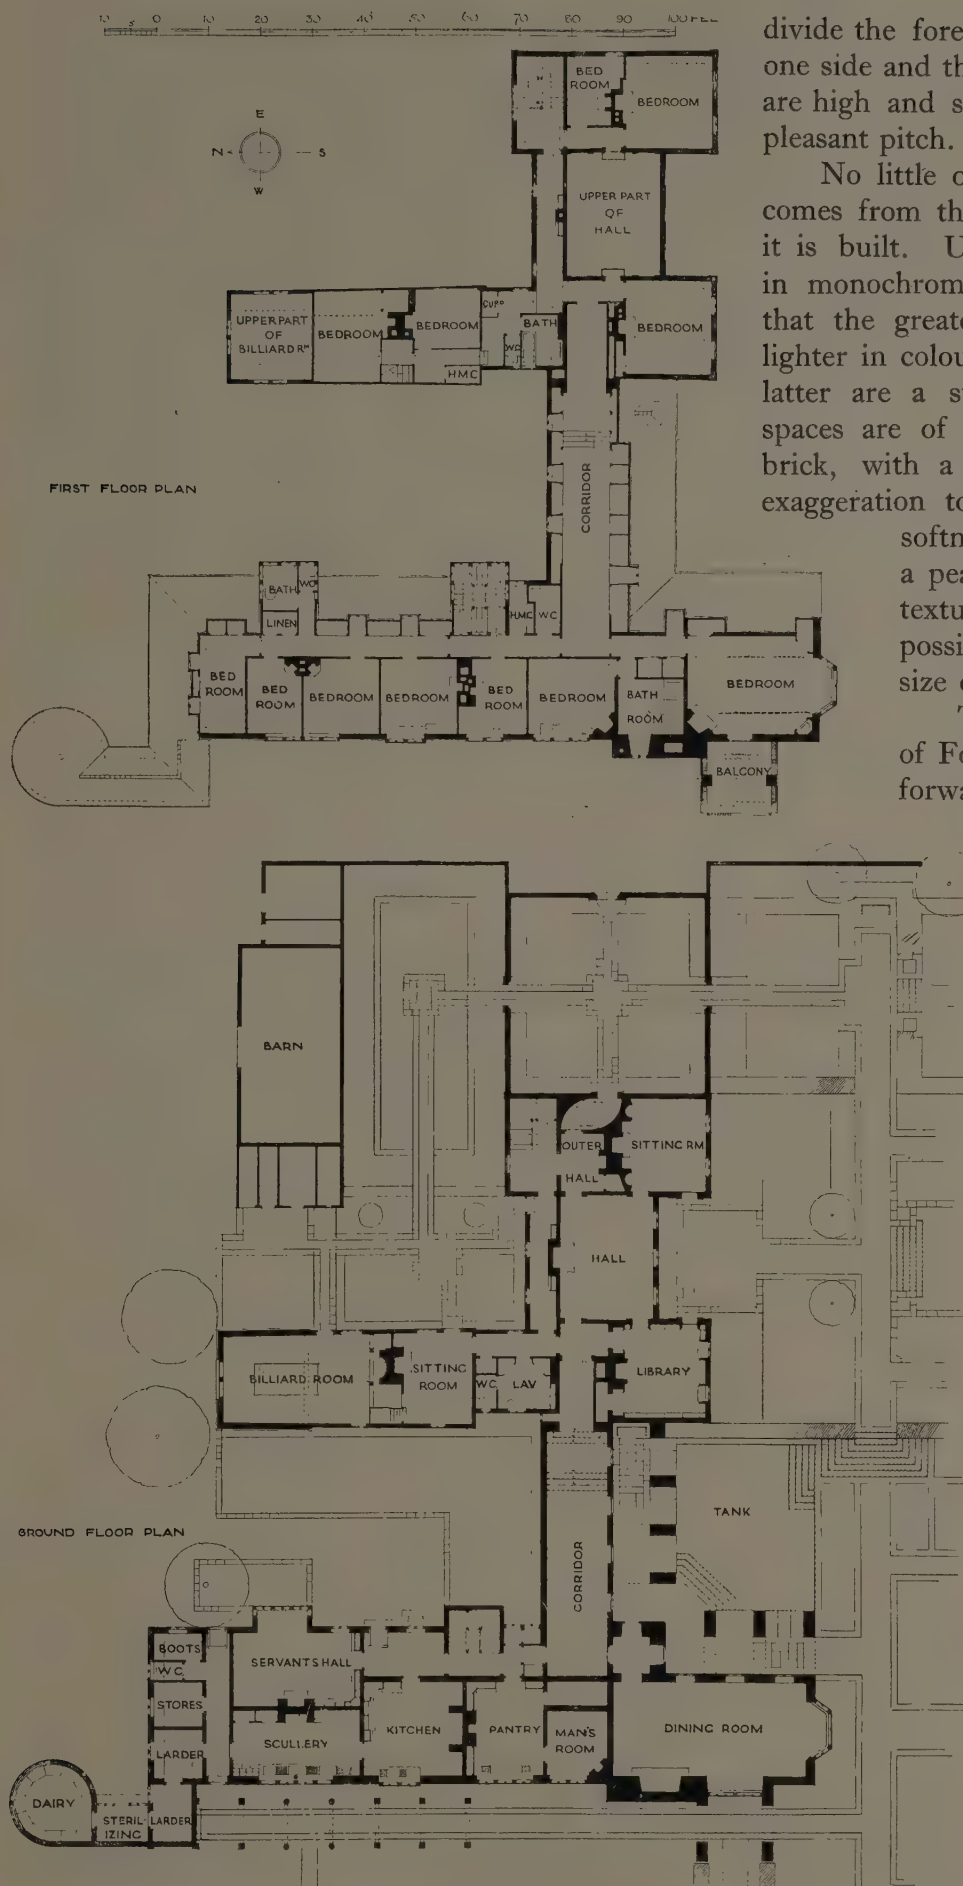 10 5 0 10 20 30 40 50 60 70 80 90 100
divide the fore
one side and th
are high and s
pleasant pitch.
No little o
comes from th
it is built. U
in monochrom
that the greate
lighter in colou
latter are a s
spaces are of
brick, with a
exaggeration to
softn
a pea
textu
possi
size
of Fo
forwa
E
N S
W
BED
ROOM
BEDROOM
UPPER PART
OF
HALL
UPPER PART
OF
BILLIARD RM
BEDROOM
BEDROOM
CUPD
BATH
WC
HMC
BEDROOM
CORRIDOR
FIRST FLOOR PLAN
BATH
WC
LINEN
HMC
WC
BED
ROOM
BED
ROOM
BEDROOM
BEDROOM
BED
ROOM
BEDROOM
BATH
ROOM
BEDROOM
BALCONY
BARN
OUTER
HALL
SITTING RM
HALL
BILLIARD ROOM
SITTING
ROOM
WC
LAV
LIBRARY
TANK
GROUND FLOOR PLAN
CORRIDOR
BOOTS
WC
STORES
LARDER
SERVANTS HALL
SCULLERY
KITCHEN
PANTRY
MAN'S
ROOM
DINING ROOM
DAIRY
STERIL-
IZING
LARDER